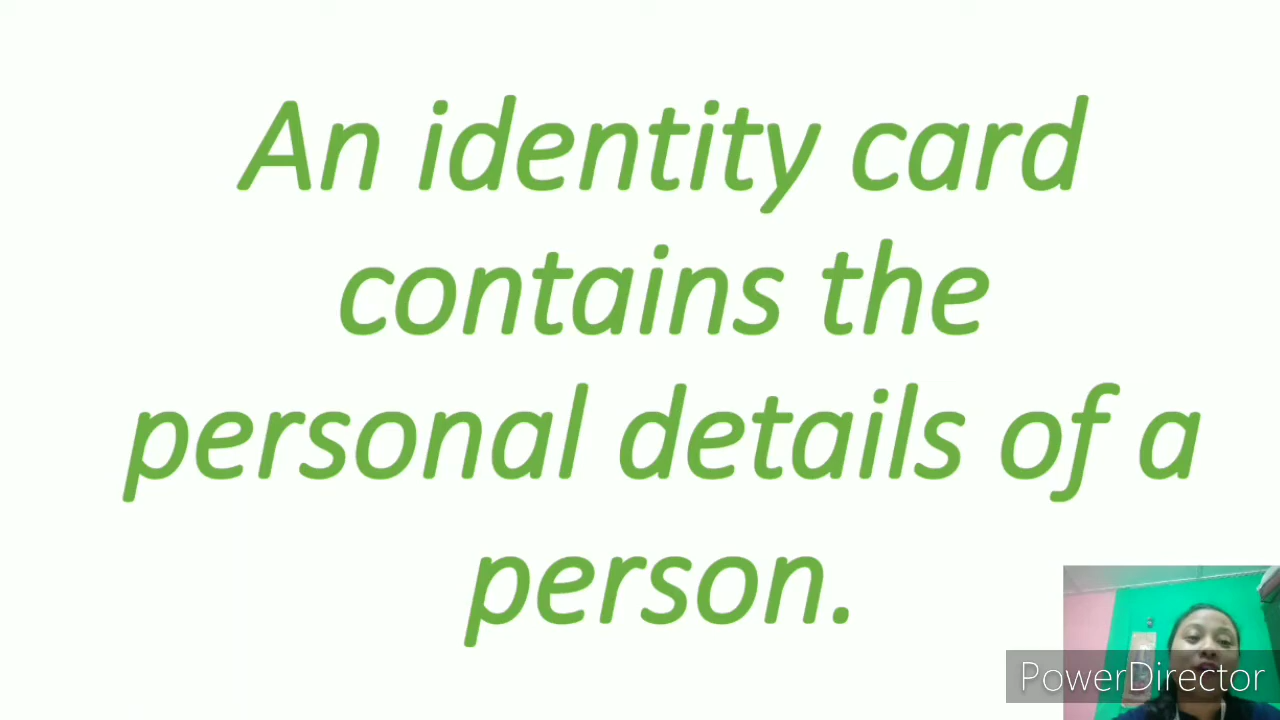 An identity card
contains the
personal details of a
person.
PowerDirector